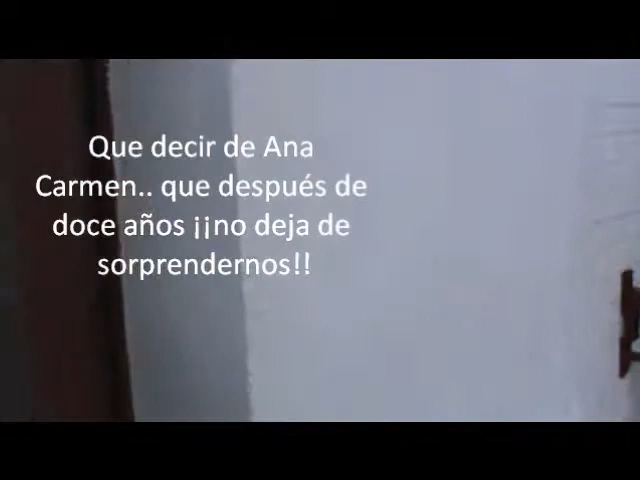 Que decir de Ana
Carmen.. que después de
doce años ¡¡no deja de
sorprendernos!!